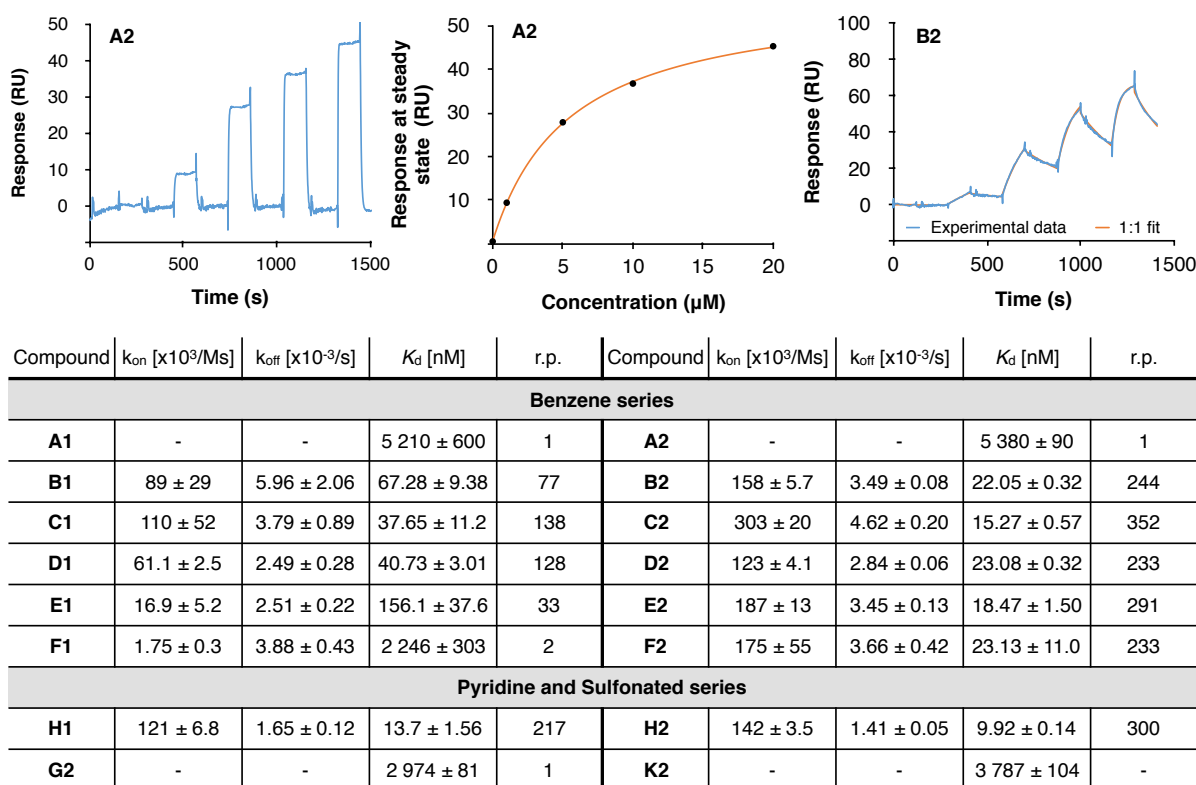 A2
Response (RU)
50
40
30
20
10
0
0 500 1000 1500
Time (s)
A2
Response at steady
state (RU)
50
40
30
20
10
0 5 10 15 20
Concentration (µM)
B2
Response (RU)
100
80
60
40
20
0
Experimental data 1:1 fit
0 500 1000 1500
Time (s)
Compound kon [x10³/Ms] koff [x10-³/s] Kd [nM] r.p. Compound kon [x10³/Ms] koff [x10-³/s] Kd [nM] r.p.
Benzene series
A1 - - 5 210 ± 600 1 A2 - - 5 380 ± 90 1
B1 89 ± 29 5.96 ± 2.06 67.28 ± 9.38 77 B2 158 ± 5.7 3.49 ± 0.08 22.05 ± 0.32 244
C1 110 ± 52 3.79 ± 0.89 37.65 ± 11.2 138 C2 303 ± 20 4.62 ± 0.20 15.27 ± 0.57 352
D1 61.1 ± 2.5 2.49 ± 0.28 40.73 ± 3.01 128 D2 123 ± 4.1 2.84 ± 0.06 23.08 ± 0.32 233
E1 16.9 ± 5.2 2.51 ± 0.22 156.1 ± 37.6 33 E2 187 ± 13 3.45 ± 0.13 18.47 ± 1.50 291
F1 1.75 ± 0.3 3.88 ± 0.43 2 246 ± 303 2 F2 175 ± 55 3.66 ± 0.42 23.13 ± 11.0 233
Pyridine and Sulfonated series
H1 121 ± 6.8 1.65 ± 0.12 13.7 ± 1.56 217 H2 142 ± 3.5 1.41 ± 0.05 9.92 ± 0.14 300
G2 - - 2 974 ± 81 1 K2 - - 3 787 ± 104 -